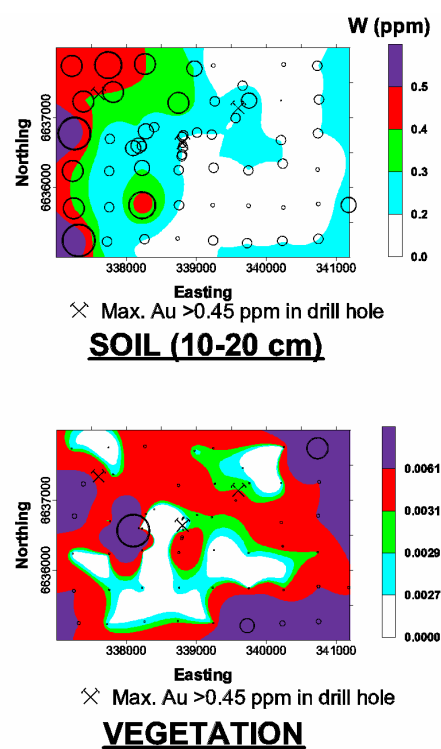 W (ppm)
0.5
0.4
0.3
0.2
0.0
Northing
6637000
6636000
338000 339000 340000 341000
Easting
Max. Au >0.45 ppm in drill hole
SOIL (10-20 cm)
0.0061
0.0031
0.0029
0.0027
0.0000
Northing
6637000
6636000
338000 339000 340000 341000
Easting
Max. Au >0.45 ppm in drill hole
VEGETATION